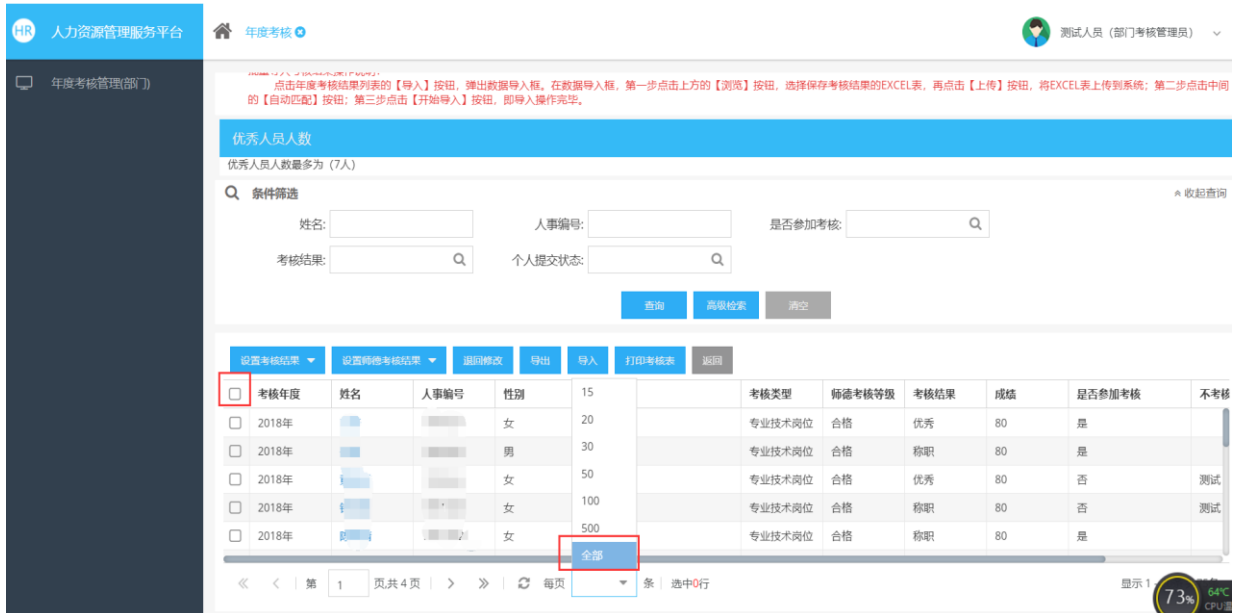 HR 人力资源管理服务平台
年度考核
测试人员（部门考核管理员）
年度考核管理(部门)
点击年度考核结果列表的【导入】按钮，弹出数据导入框。在数据导入框，第一步点击上方的【浏览】按钮，选择保存考核结果的EXCEL表，再点击【上传】按钮，将EXCEL表上传到系统；第二步点击中间
的【自动匹配】按钮；第三步点击【开始导入】按钮，即导入操作完毕。
优秀人员人数
优秀人员人数最多为（7人）
条件筛选 收起查询
姓名: 人事编号: 是否参加考核:
考核结果: 个人提交状态:
查询 高级检索 清空
设置考核结果 设置师德考核结果 退回修改 导出 导入 打印考核表 返回
考核年度 姓名 人事编号 性别 考核类型 师德考核等级 考核结果 成绩 是否参加考核 不考核
2018年 女 专业技术岗位 合格 优秀 80 是
2018年 男 专业技术岗位 合格 称职 80 是
2018年 女 专业技术岗位 合格 优秀 80 否 测试
2018年 女 专业技术岗位 合格 称职 80 否 测试
2018年 女 专业技术岗位 合格 称职 80 是
15
20
30
50
100
500
全部
第 1 页,共 4 页 每页 条 选中0行 显示 1
73% 64℃
CPU温